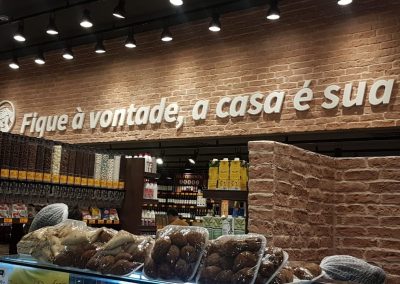 Fique à vontade, a casa é sua